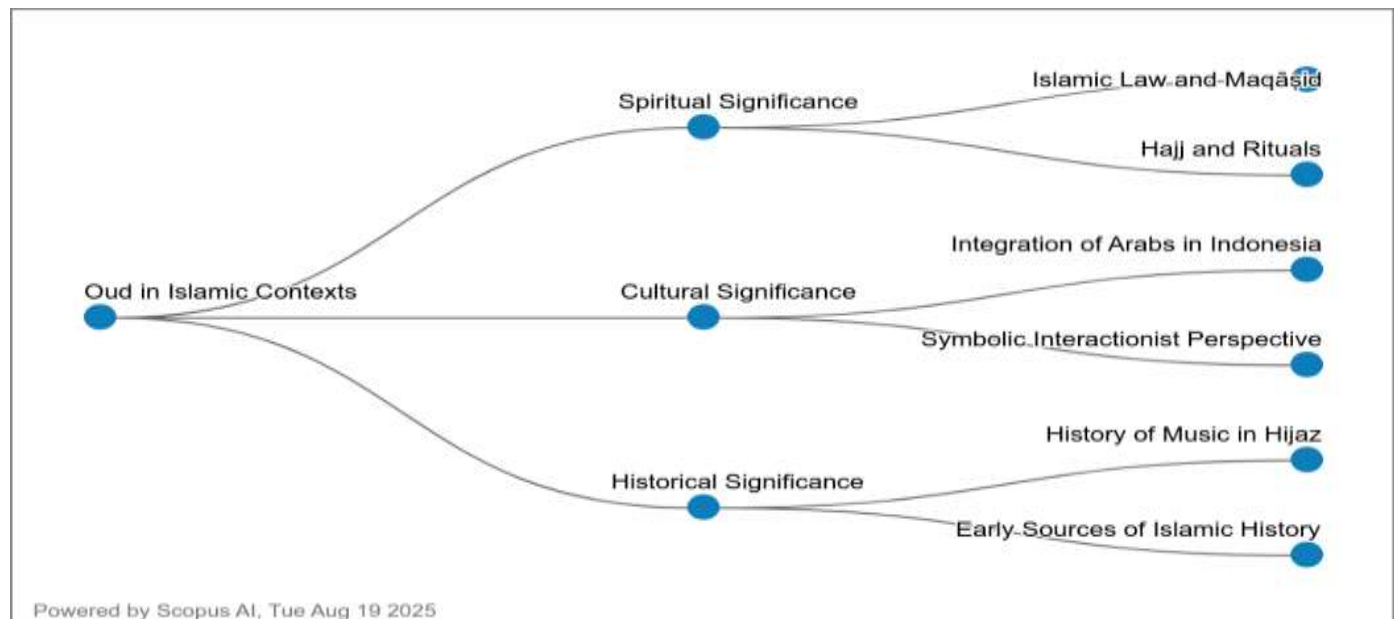 Islamic Law and Maqāṣid
Spiritual Significance
Hajj and Rituals
Integration of Arabs in Indonesia
Oud in Islamic Contexts
Cultural Significance
Symbolic Interactionist Perspective
History of Music in Hijaz
Historical Significance
Early Sources of Islamic History
Powered by Scopus AI, Tue Aug 19 2025